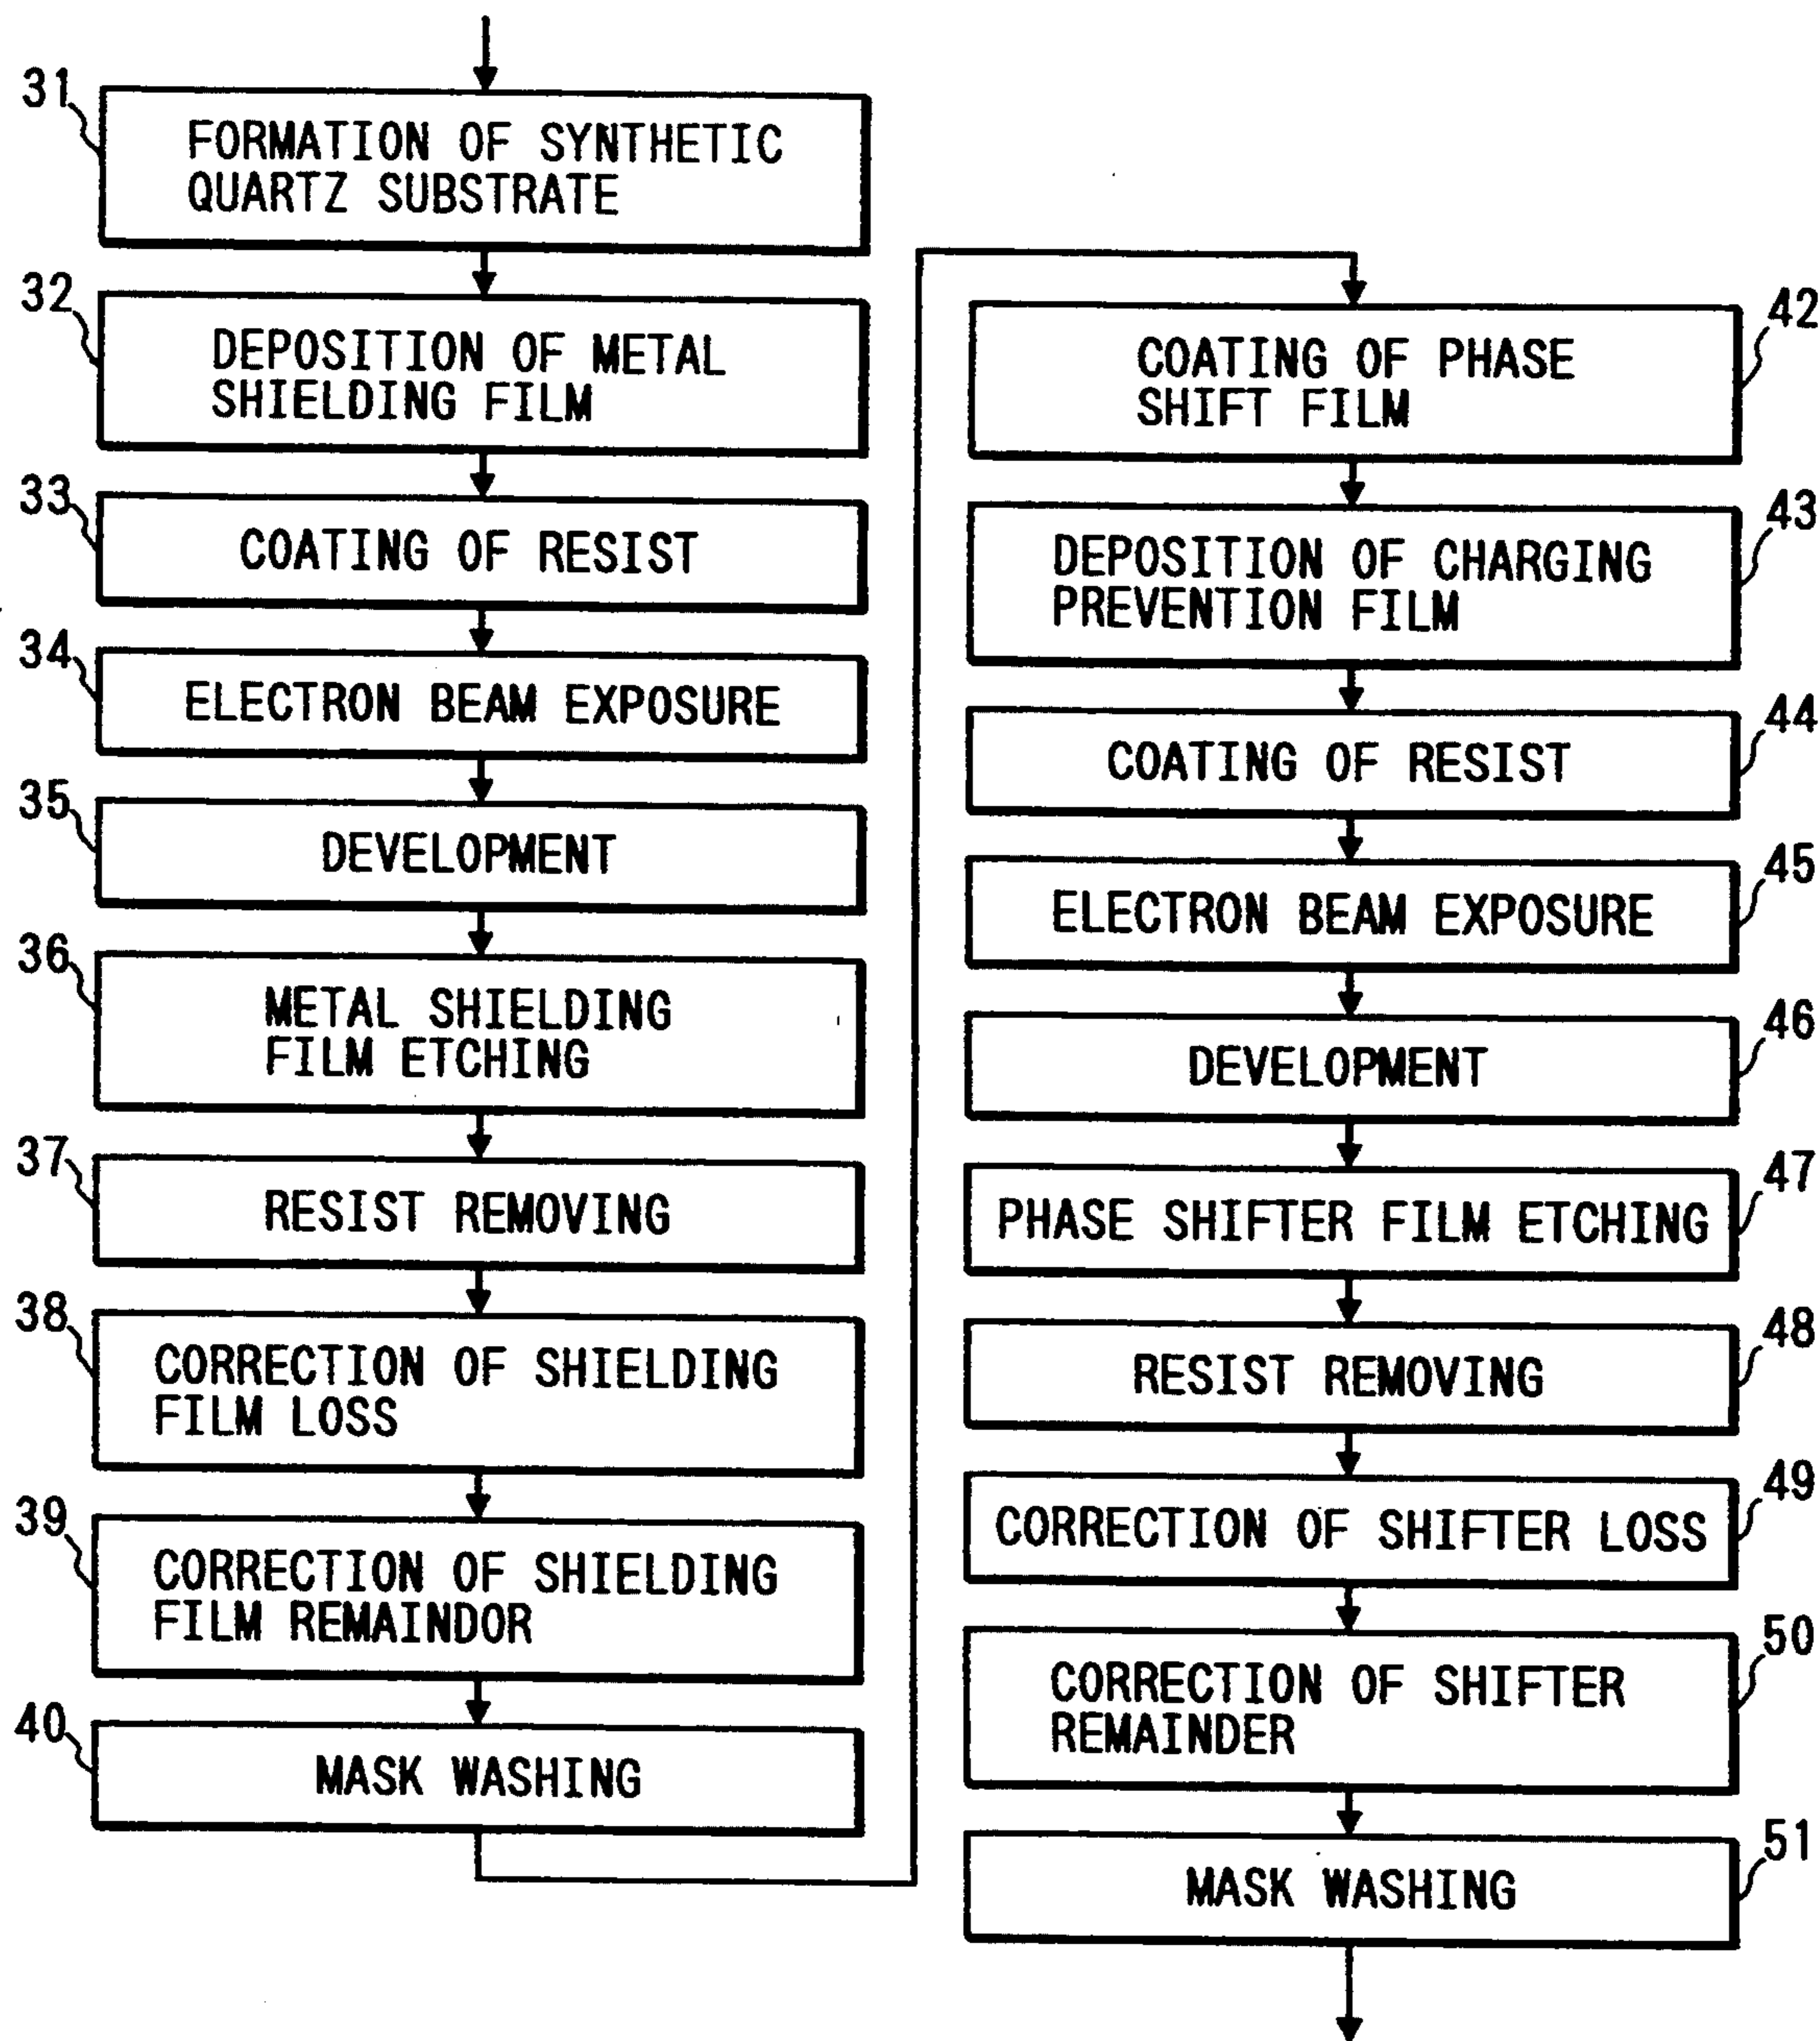 31
FORMATION OF SYNTHETIC
QUARTZ SUBSTRATE
32
DEPOSITION OF METAL
SHIELDING FILM
33
COATING OF RESIST
34
ELECTRON BEAM EXPOSURE
35
DEVELOPMENT
36
METAL SHIELDING
FILM ETCHING
37
RESIST REMOVING
38
CORRECTION OF SHIELDING
FILM LOSS
39
CORRECTION OF SHIELDING
FILM REMAINDOR
40
MASK WASHING
42
COATING OF PHASE
SHIFT FILM
43
DEPOSITION OF CHARGING
PREVENTION FILM
44
COATING OF RESIST
45
ELECTRON BEAM EXPOSURE
46
DEVELOPMENT
47
PHASE SHIFTER FILM ETCHING
48
RESIST REMOVING
49
CORRECTION OF SHIFTER LOSS
50
CORRECTION OF SHIFTER
REMAINDER
51
MASK WASHING